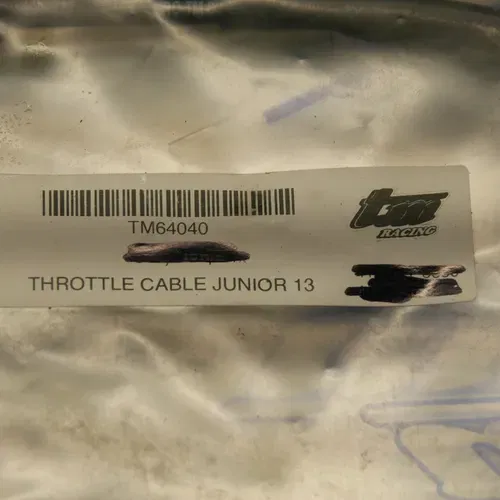 TM64040
THROTTLE CABLE JUNIOR 13
tm
RACING